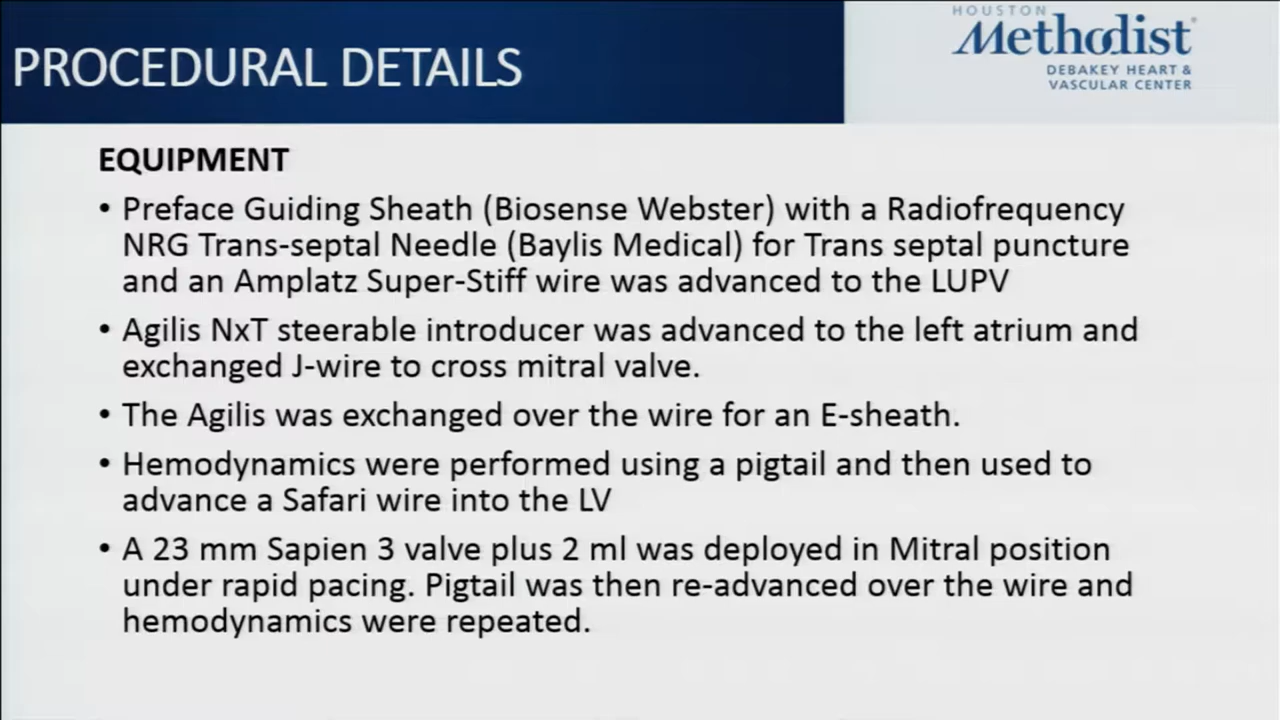 PROCEDURAL DETAILS
HOUSTON
Methodist®
DEBAKEY HEART &
VASCULAR CENTER
EQUIPMENT
• Preface Guiding Sheath (Biosense Webster) with a Radiofrequency
NRG Trans-septal Needle (Baylis Medical) for Trans septal puncture
and an Amplatz Super-Stiff wire was advanced to the LUPV
• Agilis NxT steerable introducer was advanced to the left atrium and
exchanged J-wire to cross mitral valve.
• The Agilis was exchanged over the wire for an E-sheath.
• Hemodynamics were performed using a pigtail and then used to
advance a Safari wire into the LV
• A 23 mm Sapien 3 valve plus 2 ml was deployed in Mitral position
under rapid pacing. Pigtail was then re-advanced over the wire and
hemodynamics were repeated.